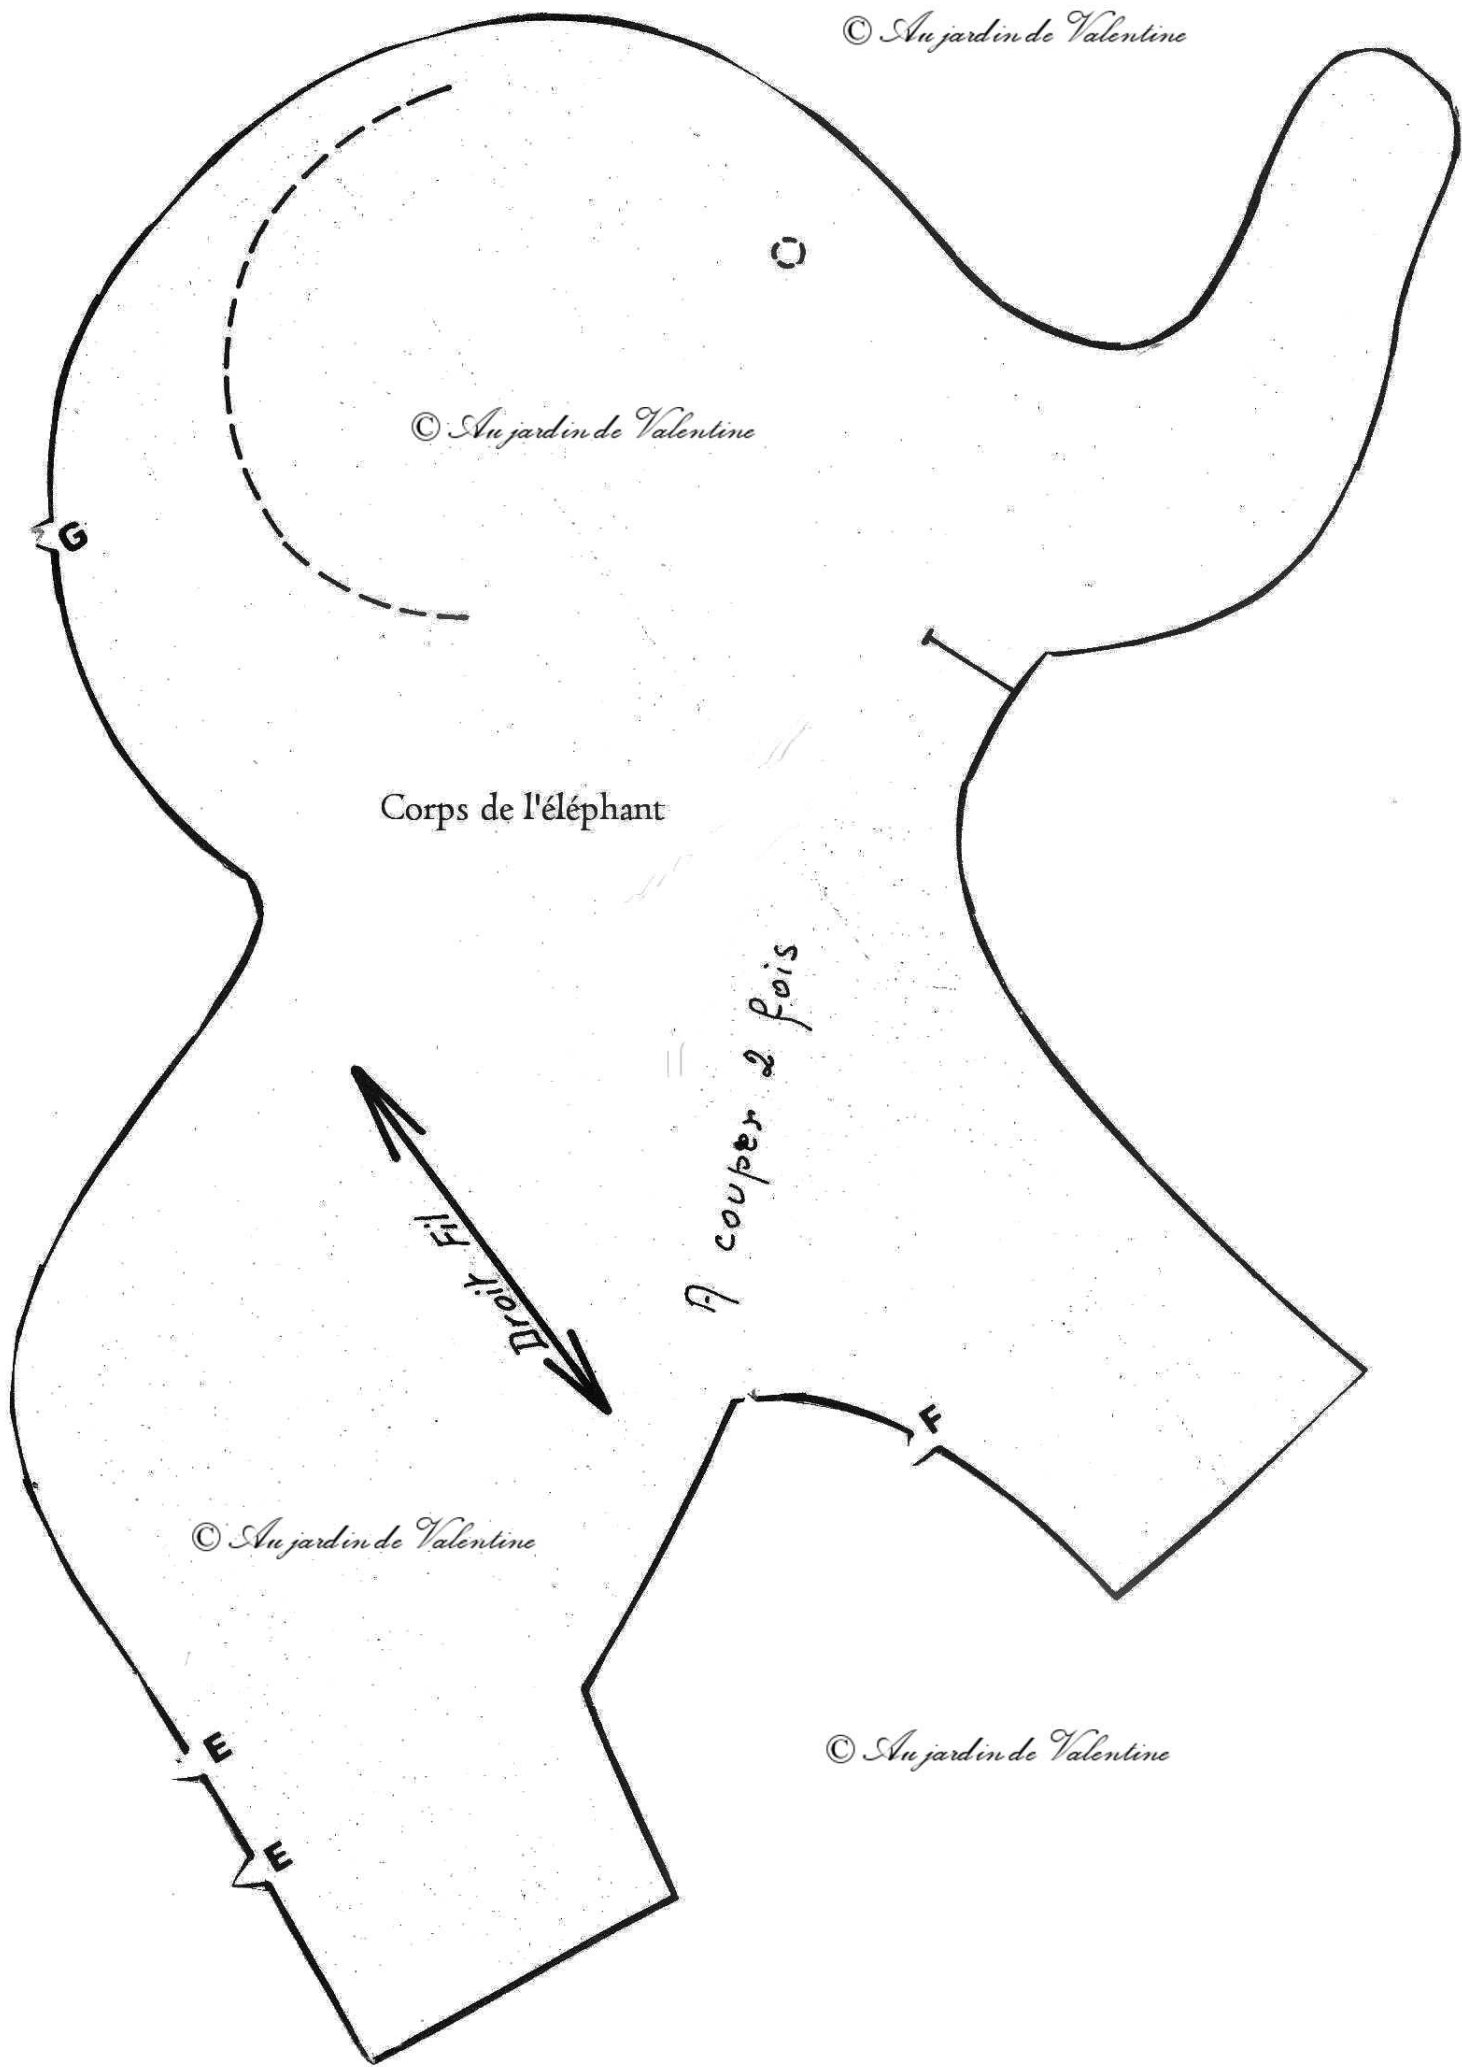 © Au jardin de Valentine
G
© Au jardin de Valentine
Corps de l'éléphant
A couper 2 fois
Droit Fil
F
© Au jardin de Valentine
E
© Au jardin de Valentine
E